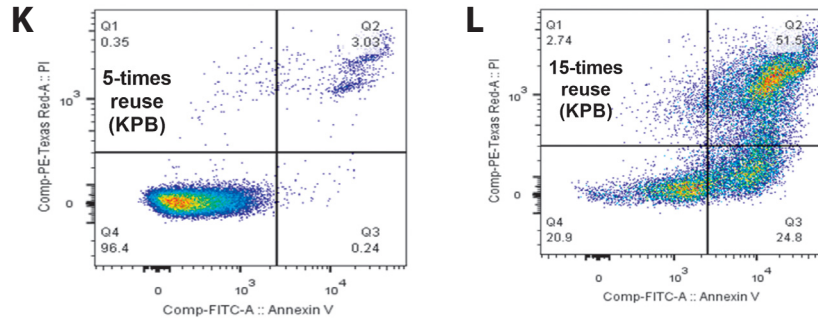 K
Q1
0.35
Q2
3.03
5-times
reuse
(KPB)
10³
0
Comp-PE-Texas Red-A :: PI
Q4
96.4
Q3
0.24
0
10³
10⁴
Comp-FITC-A :: Annexin V
L
Q1
2.74
Q2
51.5
15-times
reuse
(KPB)
10³
0
Comp-PE-Texas Red-A :: PI
Q4
20.9
Q3
24.8
0
10³
10⁴
Comp-FITC-A :: Annexin V